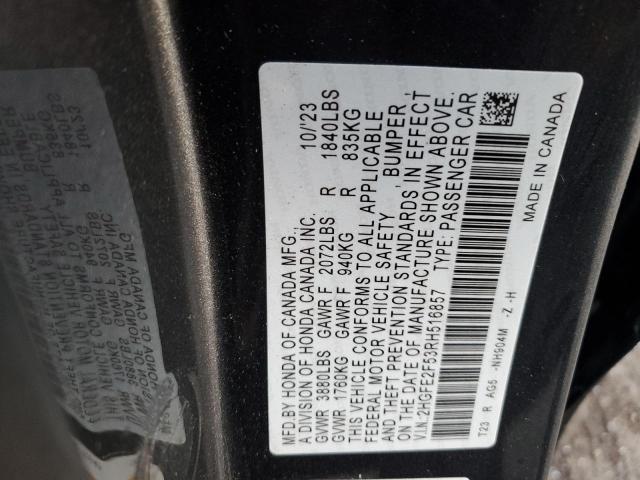 MFD.BY HONDA OF CANADA MFG., 10/'23
A DIVISION OF HONDA CANADA INC.
GVWR 3880LBS GAWR F 2072LBS R 1840LBS
GVWR 1760KG GAWR F 940KG R 835KG
THIS VEHICLE CONFORMS TO ALL APPLICABLE
FEDERAL MOTOR VEHICLE SAFETY, BUMPER,
AND THEFT PREVENTION STANDARDS IN EFFECT
ON THE DATE OF MANUFACTURE SHOWN ABOVE.
V.I.N:2HGFE2F53RH516857 TYPE:PASSENGER CAR
T23 R AG5 -NH904M -Z -H
MADE IN CANADA